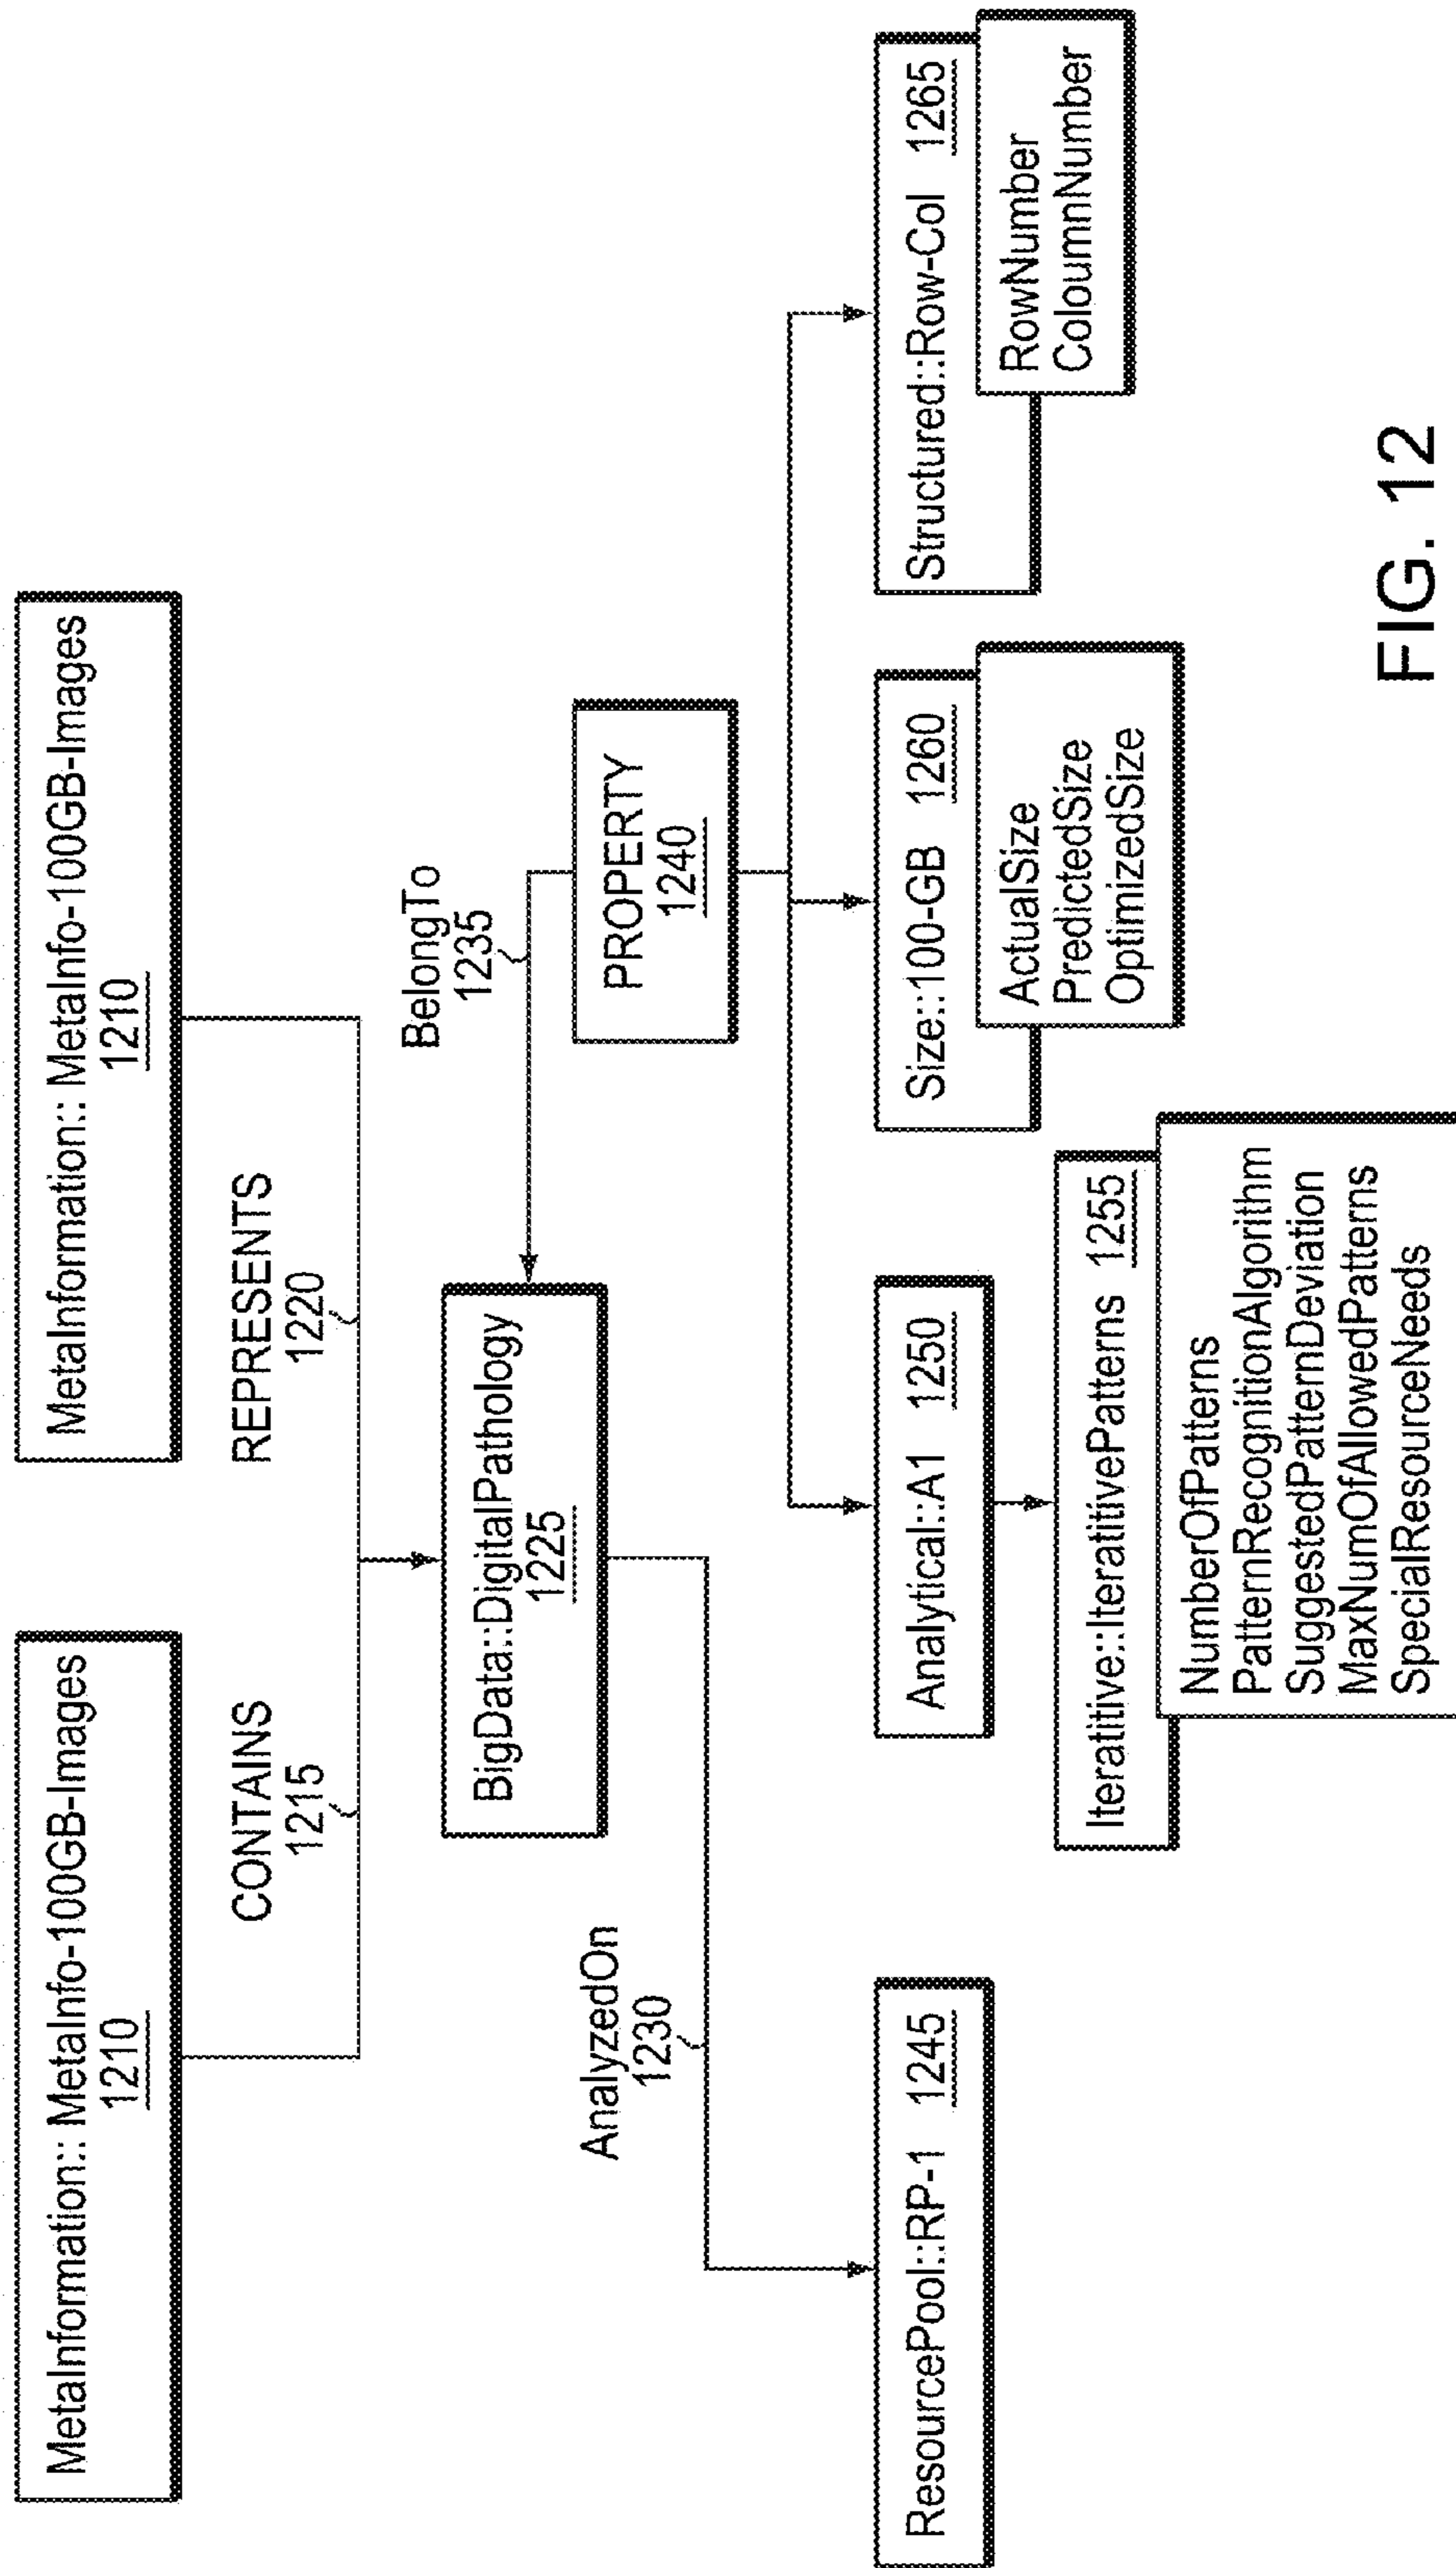 MetaInformation:: MetaInfo-100GB-Images
1210
MetaInformation:: MetaInfo-100GB-Images
1210
CONTAINS
1215
REPRESENTS
1220
BigData::DigitalPathology
1225
BelongTo
1235
AnalyzedOn
1230
PROPERTY
1240
ResourcePool::RP-1 1245
Analytical::A1 1250
Size::100-GB 1260
Structured::Row-Col 1265
Iteratitive::IteratitivePatterns 1255
NumberOfPatterns
PatternRecognitionAlgorithm
SuggestedPatternDeviation
MaxNumOfAllowedPatterns
SpecialResourceNeeds
ActualSize
PredictedSize
OptimizedSize
RowNumber
ColoumnNumber
FIG. 12